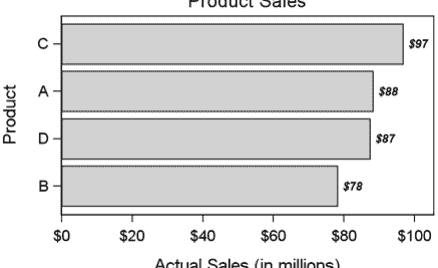 Product Sales
C
$97
A
$88
Product
D
$87
B
$78
$0 $20 $40 $60 $80 $100
Actual Sales (in millions)